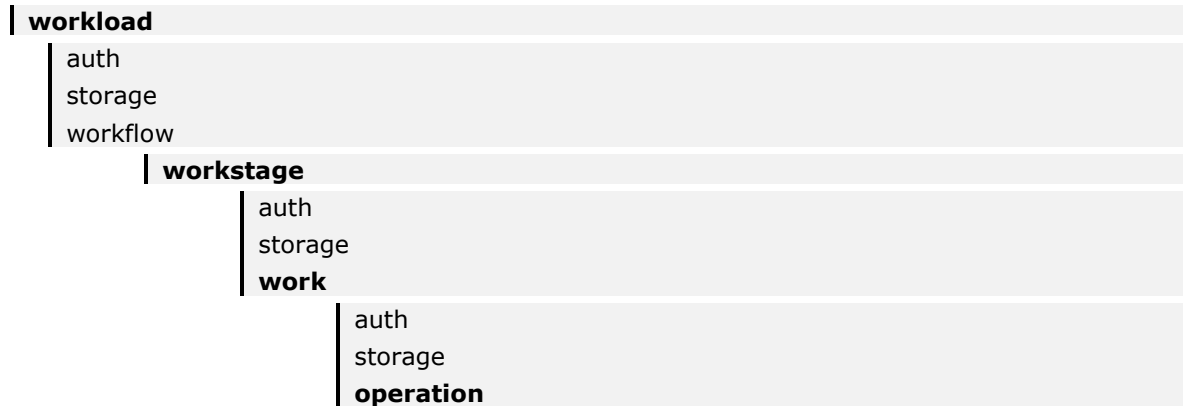 workload
auth
storage
workflow
workstage
auth
storage
work
auth
storage
operation